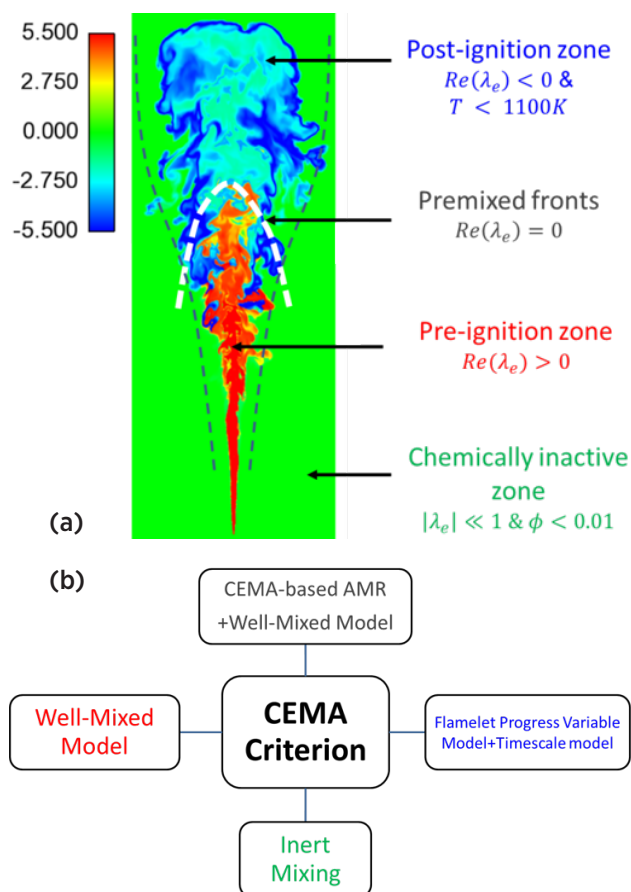 5.500
2.750
0.000
-2.750
-5.500
Post-ignition zone
Re(λₑ) < 0 &
T < 1100K
Premixed fronts
Re(λₑ) = 0
Pre-ignition zone
Re(λₑ) > 0
Chemically inactive
zone
|λₑ| ≪ 1 & ϕ < 0.01
(a)
(b)
CEMA-based AMR
+Well-Mixed Model
Well-Mixed
Model
CEMA
Criterion
Flamelet Progress Variable
Model+Timescale model
Inert
Mixing